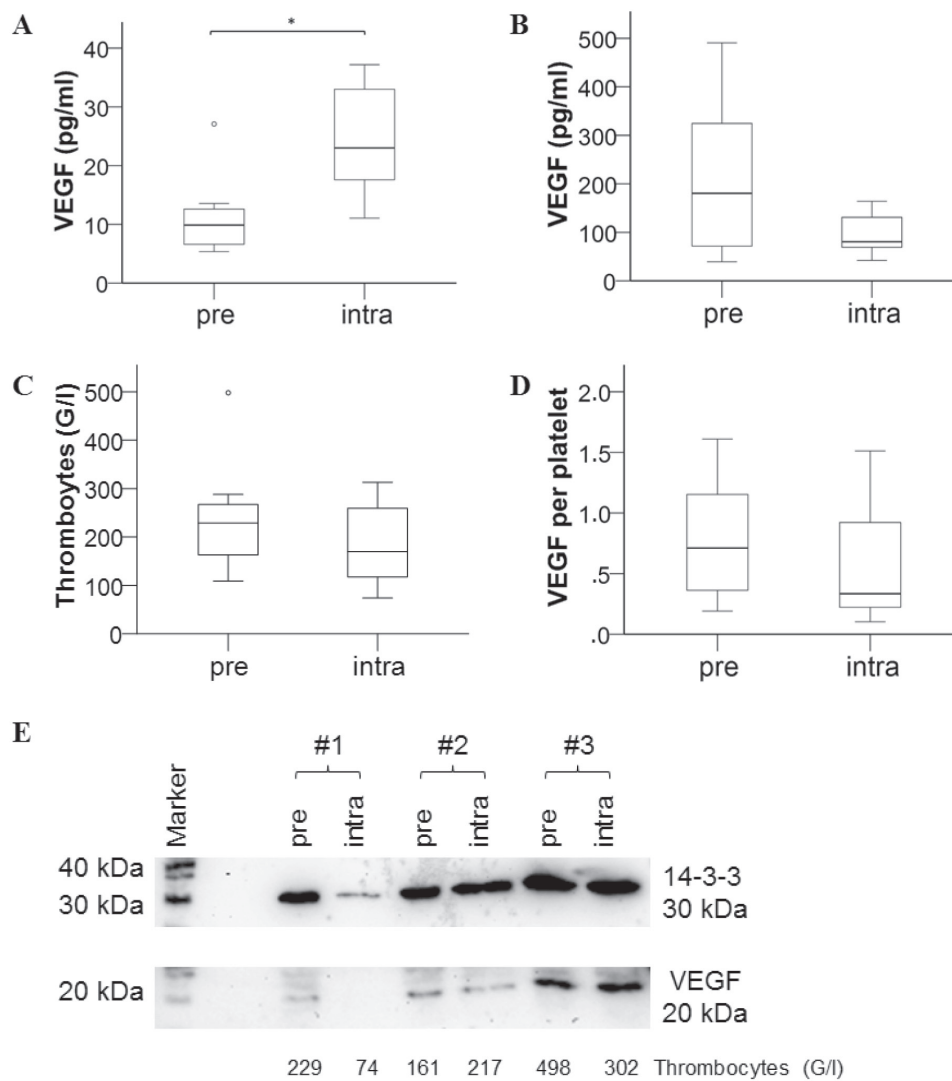 A
*
VEGF (pg/ml)
40
30
20
10
0
pre intra
B
VEGF (pg/ml)
500
400
300
200
100
0
pre intra
C
Thrombocytes (G/l)
500
400
300
200
100
0
pre intra
D
VEGF per platelet
2.0
1.5
1.0
.5
.0
pre intra
E
#1 #2 #3
Marker pre intra pre intra pre intra
40 kDa
30 kDa
14-3-3
30 kDa
20 kDa
VEGF
20 kDa
229 74 161 217 498 302 Thrombocytes (G/l)